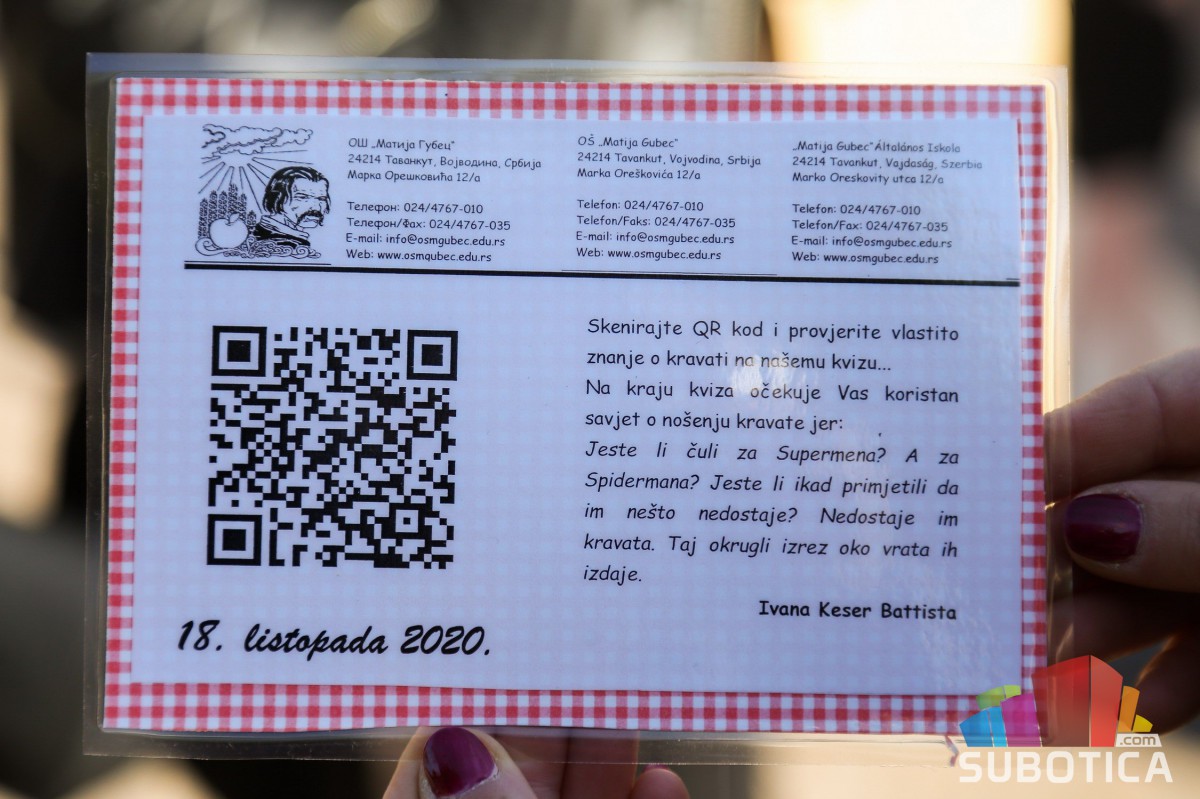 ОШ „Матија Губец"
24214 Таванкут, Војводина, Србија
Марка Орешковића 12/а
Телефон: 024/4767-010
Телефон/Фах: 024/4767-035
E-mail: info@osmgubec.edu.rs
Web: www.osmgubec.edu.rs
OŠ „Matija Gubec"
24214 Tavankut, Vojvodina, Srbija
Marka Oreškovića 12/a
Telefon: 024/4767-010
Telefon/Faks: 024/4767-035
E-mail: info@osmgubec.edu.rs
Web: www.osmgubec.edu.rs
„Matija Gubec"Általános Iskola
24214 Tavankut, Vajdaság, Szerbia
Marko Oreskovity utca 12/a
Telefon: 024/4767-010
Telefon/Fax: 024/4767-035
E-mail: info@osmgubec.edu.rs
Web: www.osmgubec.edu.rs
Skenirajte QR kod i provjerite vlastito
znanje o kravati na našemu kvizu...
Na kraju kviza očekuje Vas koristan
savjet o nošenju kravate jer:
Jeste li čuli za Supermena? A za
Spidermana? Jeste li ikad primjetili da
im nešto nedostaje? Nedostaje im
kravata. Taj okrugli izrez oko vrata ih
izdaje.
Ivana Keser Battista
18. listopada 2020.
.com
SUBOTICA